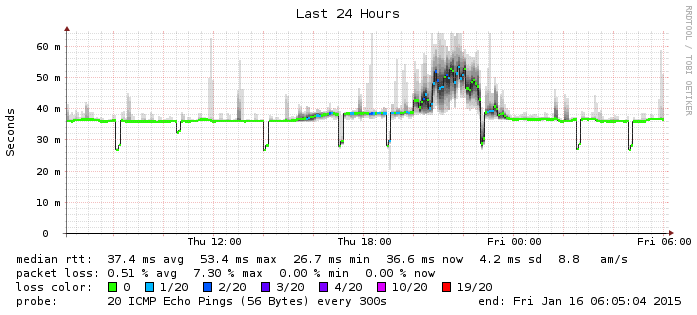 Last 24 Hours
RRDTOOL / TOBI OETIKER
Seconds
60 m
50 m
40 m
30 m
20 m
10 m
0
Thu 12:00 Thu 18:00 Fri 00:00 Fri 06:00
median rtt: 37.4 ms avg 53.4 ms max 26.7 ms min 36.6 ms now 4.2 ms sd 8.8 am/s
packet loss: 0.51 % avg 7.30 % max 0.00 % min 0.00 % now
loss color: 0 1/20 2/20 3/20 4/20 10/20 19/20
probe: 20 ICMP Echo Pings (56 Bytes) every 300s end: Fri Jan 16 06:05:04 2015